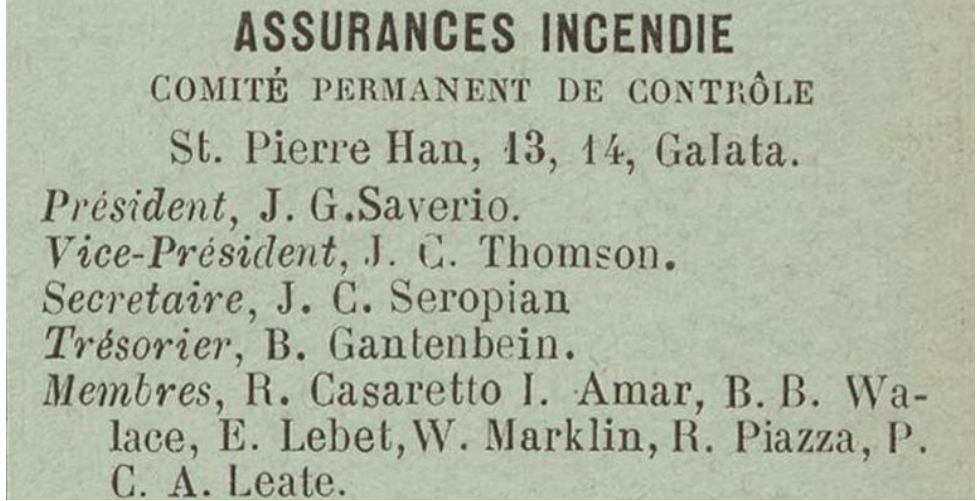 ASSURANCES INCENDIE
COMITÉ PERMANENT DE CONTRÔLE
St. Pierre Han, 13, 14, Galata.
Président, J. G.Saverio.
Vice-Président, J. C. Thomson.
Secretaire, J. C. Seropian
Trésorier, B. Gantenbein.
Membres, R. Casaretto I. Amar, B. B. Wa-
lace, E. Lebet,W. Marklin, R. Piazza, P.
C. A. Leate.